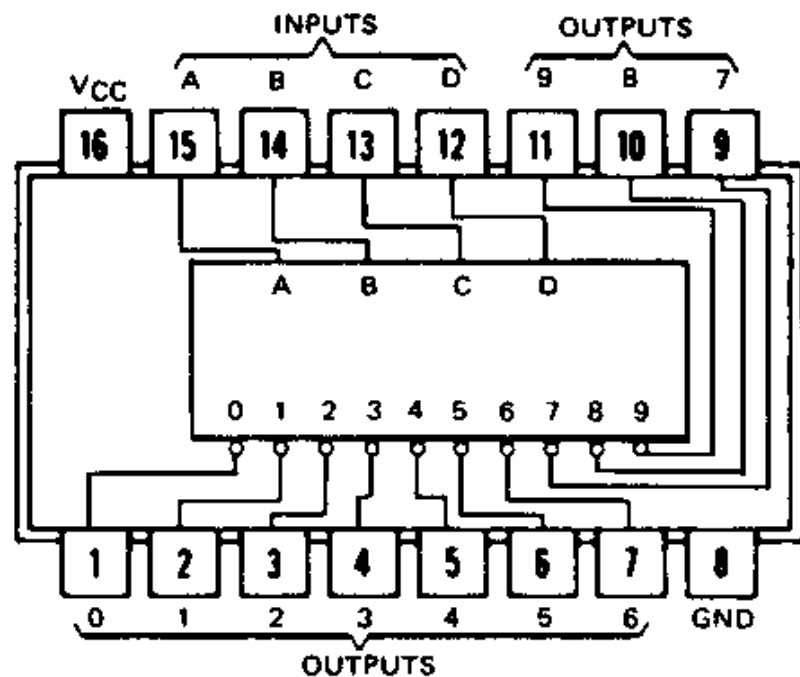 INPUTS OUTPUTS
VCC A B C D 9 B 7
16 15 14 13 12 11 10 9
A B C D
0 1 2 3 4 5 6 7 8 9
1 2 3 4 5 6 7 8
0 1 2 3 4 5 6 GND
OUTPUTS